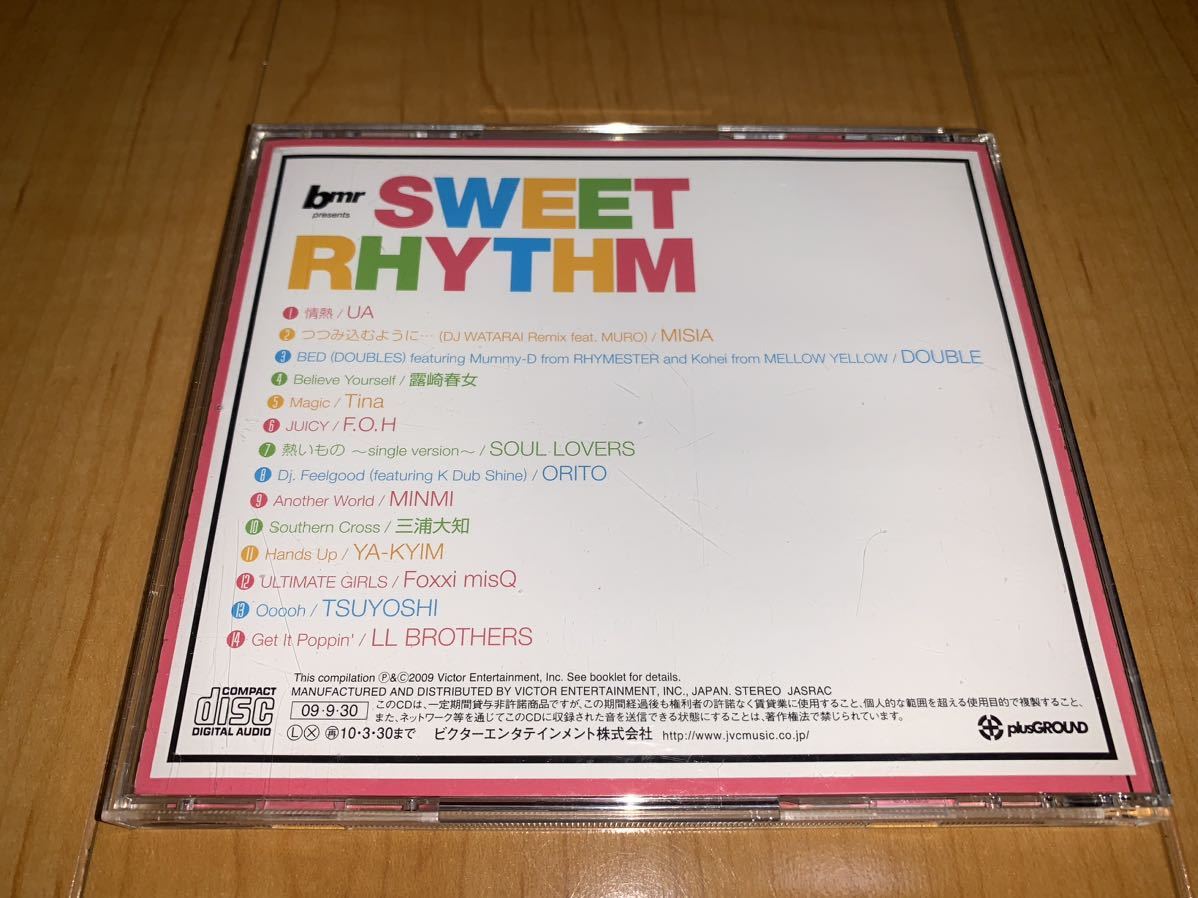 bmr presents
SWEET
RHYTHM
1 情熱 / UA
2 つつみ込むように… (DJ WATARAI Remix feat. MURO) / MISIA
3 BED (DOUBLES) featuring Mummy-D from RHYMESTER and Kohei from MELLOW YELLOW / DOUBLE
4 Believe Yourself / 露崎春女
5 Magic / Tina
6 JUICY / F.O.H
7 熱いもの ～single version～ / SOUL LOVERS
8 Dj. Feelgood (featuring K Dub Shine) / ORITO
9 Another World / MINMI
10 Southern Cross / 三浦大知
11 Hands Up / YA-KYIM
12 ULTIMATE GIRLS / Foxxi misQ
13 Ooooh / TSUYOSHI
14 Get It Poppin' / LL BROTHERS
This compilation Ⓟ&Ⓒ2009 Victor Entertainment, Inc. See booklet for details.
MANUFACTURED AND DISTRIBUTED BY VICTOR ENTERTAINMENT, INC., JAPAN. STEREO JASRAC
COMPACT disc DIGITAL AUDIO
09・9・30
このCDは、一定期間貸与非許諾商品ですが、この期間経過後も権利者の許諾なく賃貸業に使用すること、個人的な範囲を超える使用目的で複製すること、
また、ネットワーク等を通じてこのCDに収録された音を送信できる状態にすることは、著作権法で禁じられています。
Ⓛ Ⓧ 再 10・3・30まで ビクターエンタテインメント株式会社 http://www.jvcmusic.co.jp/
plusGROUND